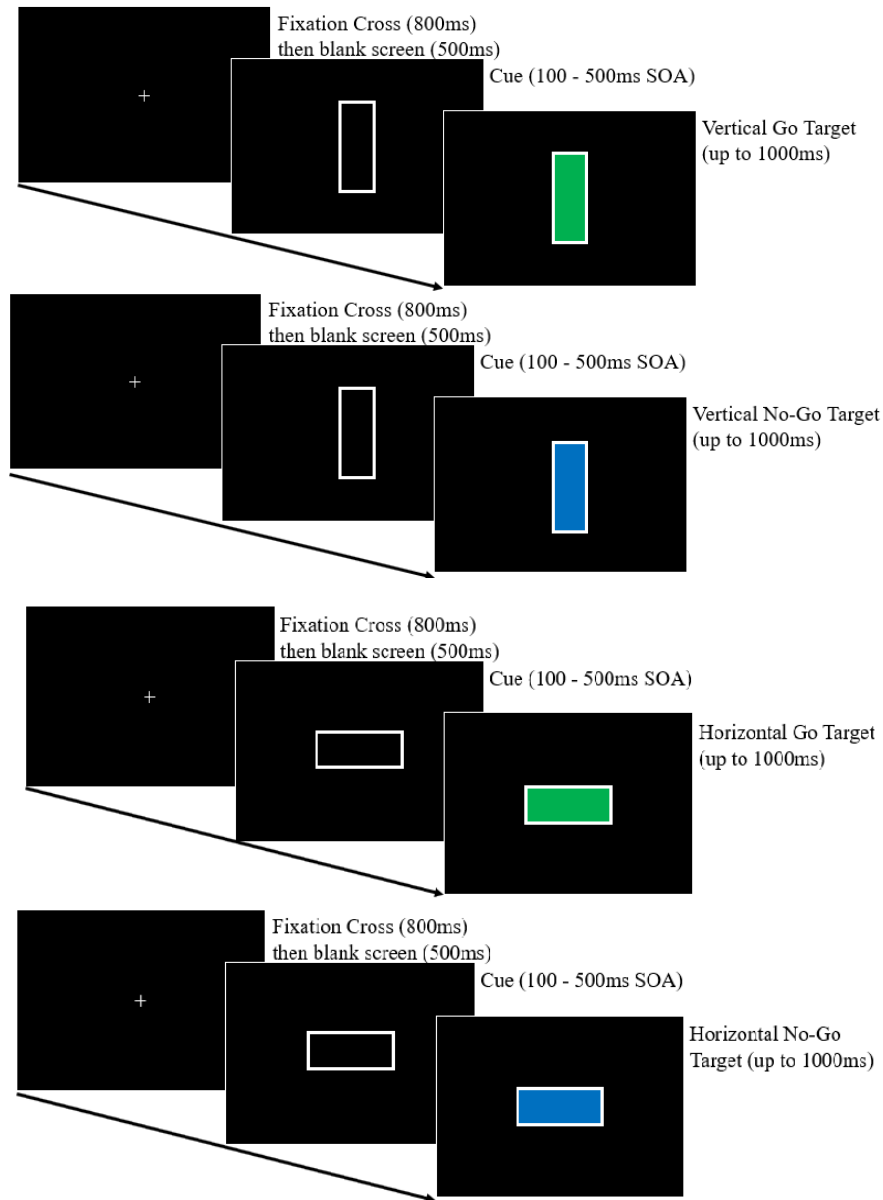 Fixation Cross (800ms)
then blank screen (500ms)
Cue (100 - 500ms SOA)
Vertical Go Target
(up to 1000ms)
Fixation Cross (800ms)
then blank screen (500ms)
Cue (100 - 500ms SOA)
Vertical No-Go Target
(up to 1000ms)
Fixation Cross (800ms)
then blank screen (500ms)
Cue (100 - 500ms SOA)
Horizontal Go Target
(up to 1000ms)
Fixation Cross (800ms)
then blank screen (500ms)
Cue (100 - 500ms SOA)
Horizontal No-Go
Target (up to 1000ms)